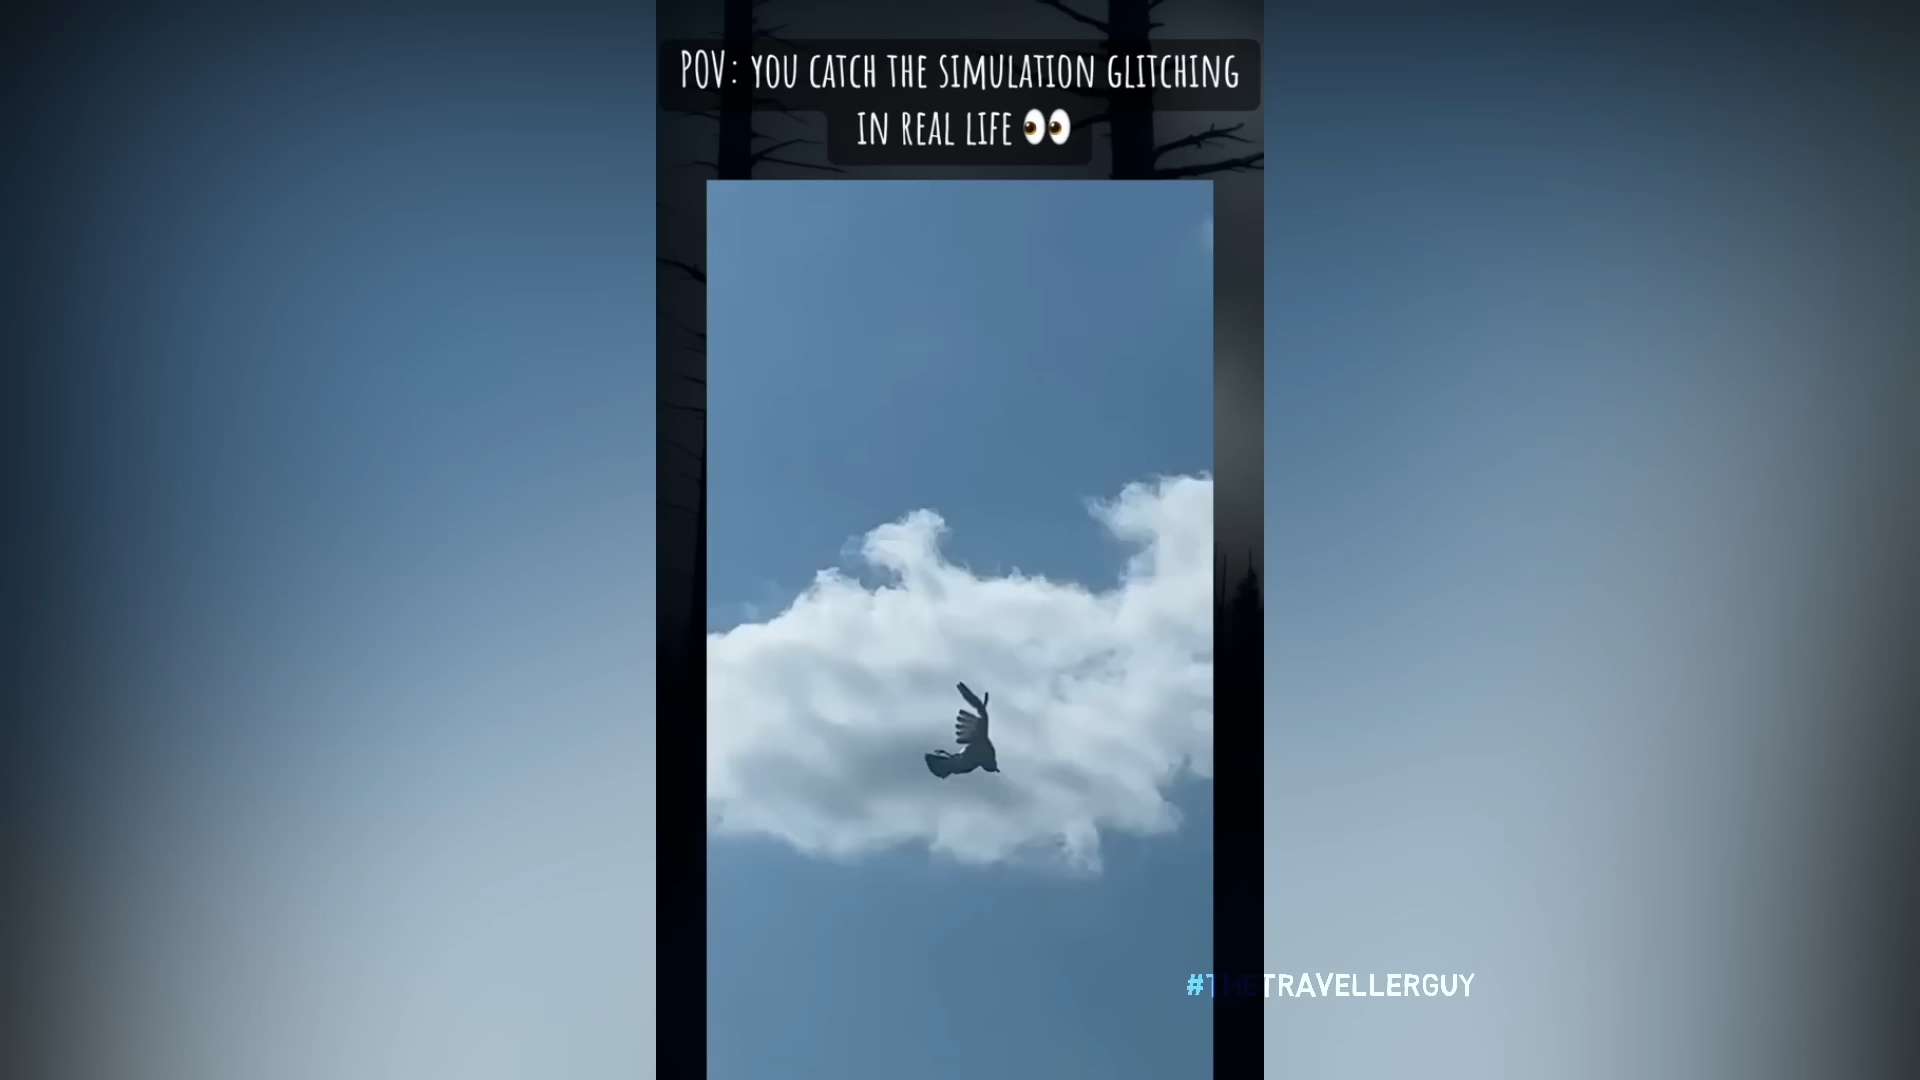 POV: YOU CATCH THE SIMULATION GLITCHING
IN REAL LIFE 👀
#THETRAVELLERGUY